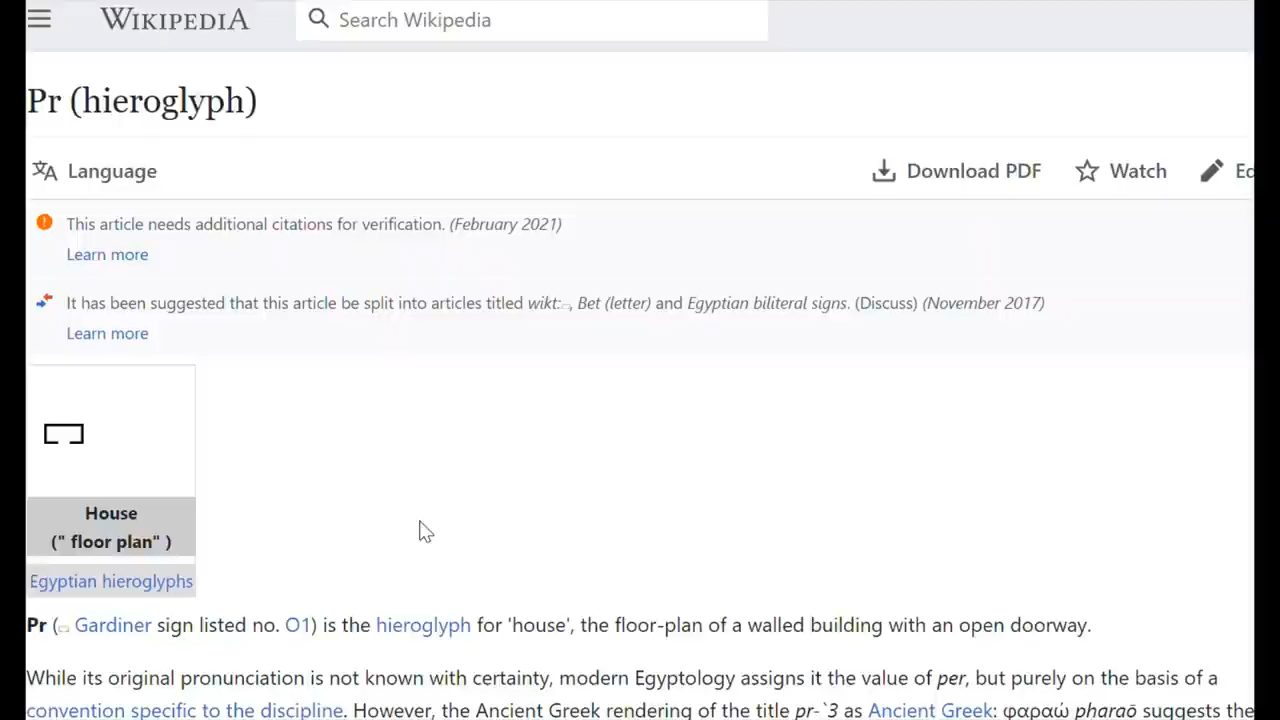 WIKIPEDIA
Search Wikipedia
Pr (hieroglyph)
Language
Download PDF
Watch
This article needs additional citations for verification. (February 2021)
Learn more
It has been suggested that this article be split into articles titled wikt:𓉐, Bet (letter) and Egyptian biliteral signs. (Discuss) (November 2017)
Learn more
𓉐
House
(" floor plan" )
Egyptian hieroglyphs
Pr (𓉐 Gardiner sign listed no. O1) is the hieroglyph for 'house', the floor-plan of a walled building with an open doorway.
While its original pronunciation is not known with certainty, modern Egyptology assigns it the value of per, but purely on the basis of a
convention specific to the discipline. However, the Ancient Greek rendering of the title pr-`3 as Ancient Greek: φαραώ pharaō suggests the